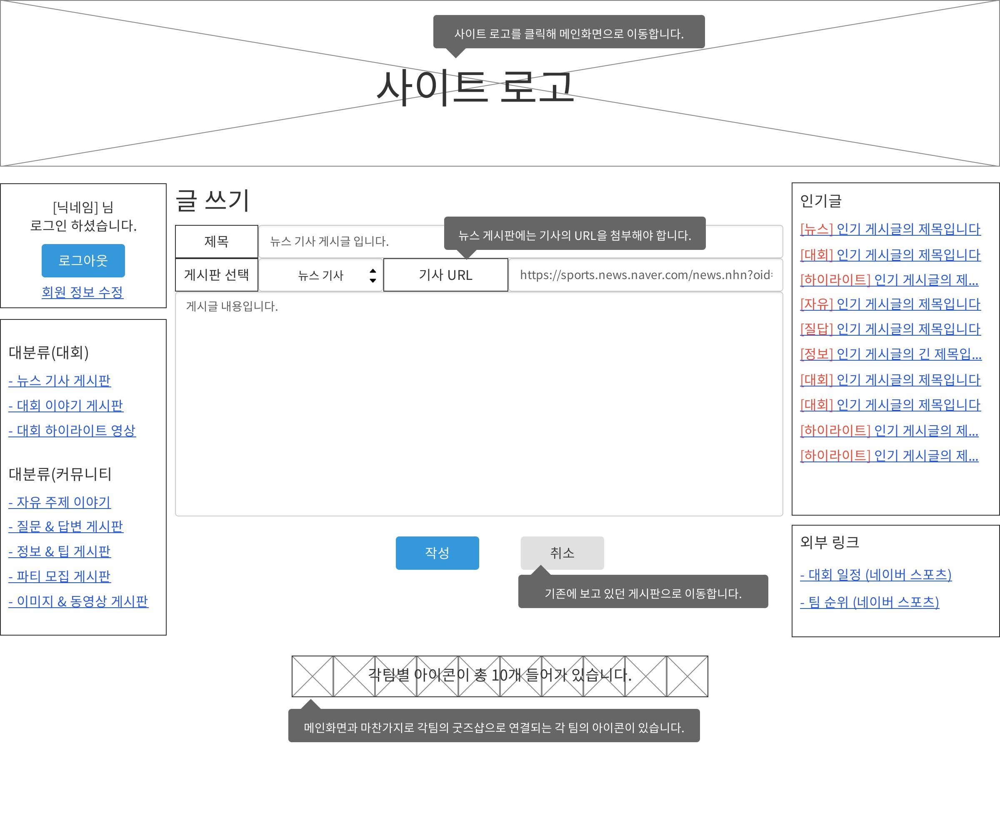 사이트 로고를 클릭해 메인화면으로 이동합니다.
사이트 로고
[닉네임] 님
로그인 하셨습니다.
로그아웃
회원 정보 수정
대분류(대회)
- 뉴스 기사 게시판
- 대회 이야기 게시판
- 대회 하이라이트 영상
대분류(커뮤니티
- 자유 주제 이야기
- 질문 & 답변 게시판
- 정보 & 팁 게시판
- 파티 모집 게시판
- 이미지 & 동영상 게시판
글 쓰기
뉴스 게시판에는 기사의 URL을 첨부해야 합니다.
제목 뉴스 기사 게시글 입니다.
게시판 선택 뉴스 기사 기사 URL https://sports.news.naver.com/news.nhn?oid=
게시글 내용입니다.
작성 취소
기존에 보고 있던 게시판으로 이동합니다.
인기글
[뉴스] 인기 게시글의 제목입니다
[대회] 인기 게시글의 제목입니다
[하이라이트] 인기 게시글의 제...
[자유] 인기 게시글의 제목입니다
[질답] 인기 게시글의 제목입니다
[정보] 인기 게시글의 긴 제목입...
[대회] 인기 게시글의 제목입니다
[대회] 인기 게시글의 제목입니다
[하이라이트] 인기 게시글의 제...
[하이라이트] 인기 게시글의 제...
외부 링크
- 대회 일정 (네이버 스포츠)
- 팀 순위 (네이버 스포츠)
각팀별 아이콘이 총 10개 들어가 있습니다.
메인화면과 마찬가지로 각팀의 굿즈샵으로 연결되는 각 팀의 아이콘이 있습니다.